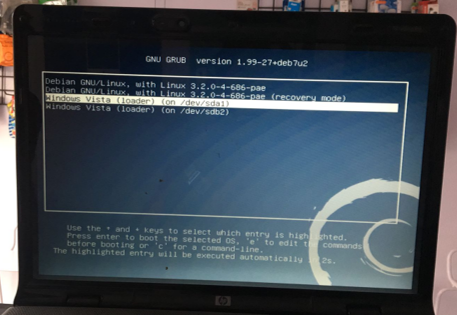 GNU GRUB version 1.99-27+deb7u2
Debian GNU/Linux, with Linux 3.2.0-4-686-pae
Debian GNU/Linux, with Linux 3.2.0-4-686-pae (recovery mode)
Windows Vista (loader) (on /dev/sda1)
Windows Vista (loader) (on /dev/sdb2)
Use the ↑ and ↓ keys to select which entry is highlighted.
Press enter to boot the selected OS, 'e' to edit the commands
before booting or 'c' for a command-line.
The highlighted entry will be executed automatically in 2s.
hp